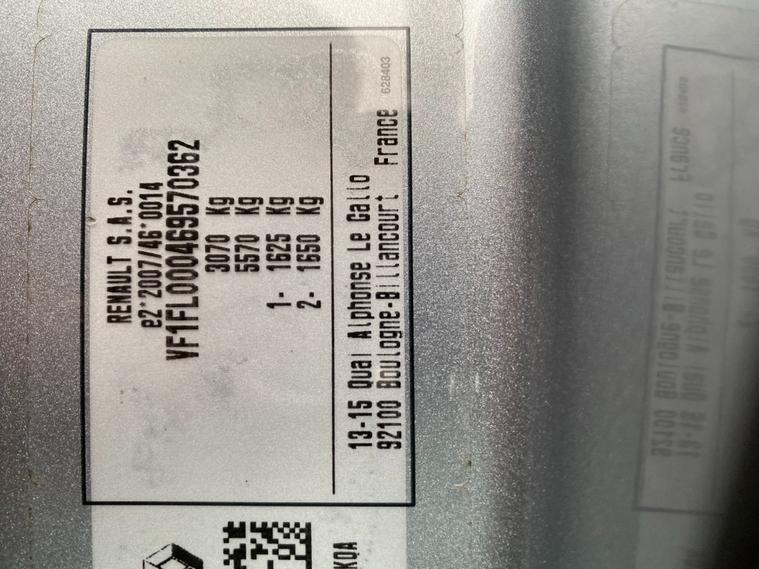 RENAULT S.A.S.
e2*2007/46*0014
VF1FL000469570362
3070 Kg
5570 Kg
1- 1625 Kg
2- 1650 Kg
13-15 Quai Alphonse Le Gallo
92100 Boulogne-Billancourt France
628403
KQA